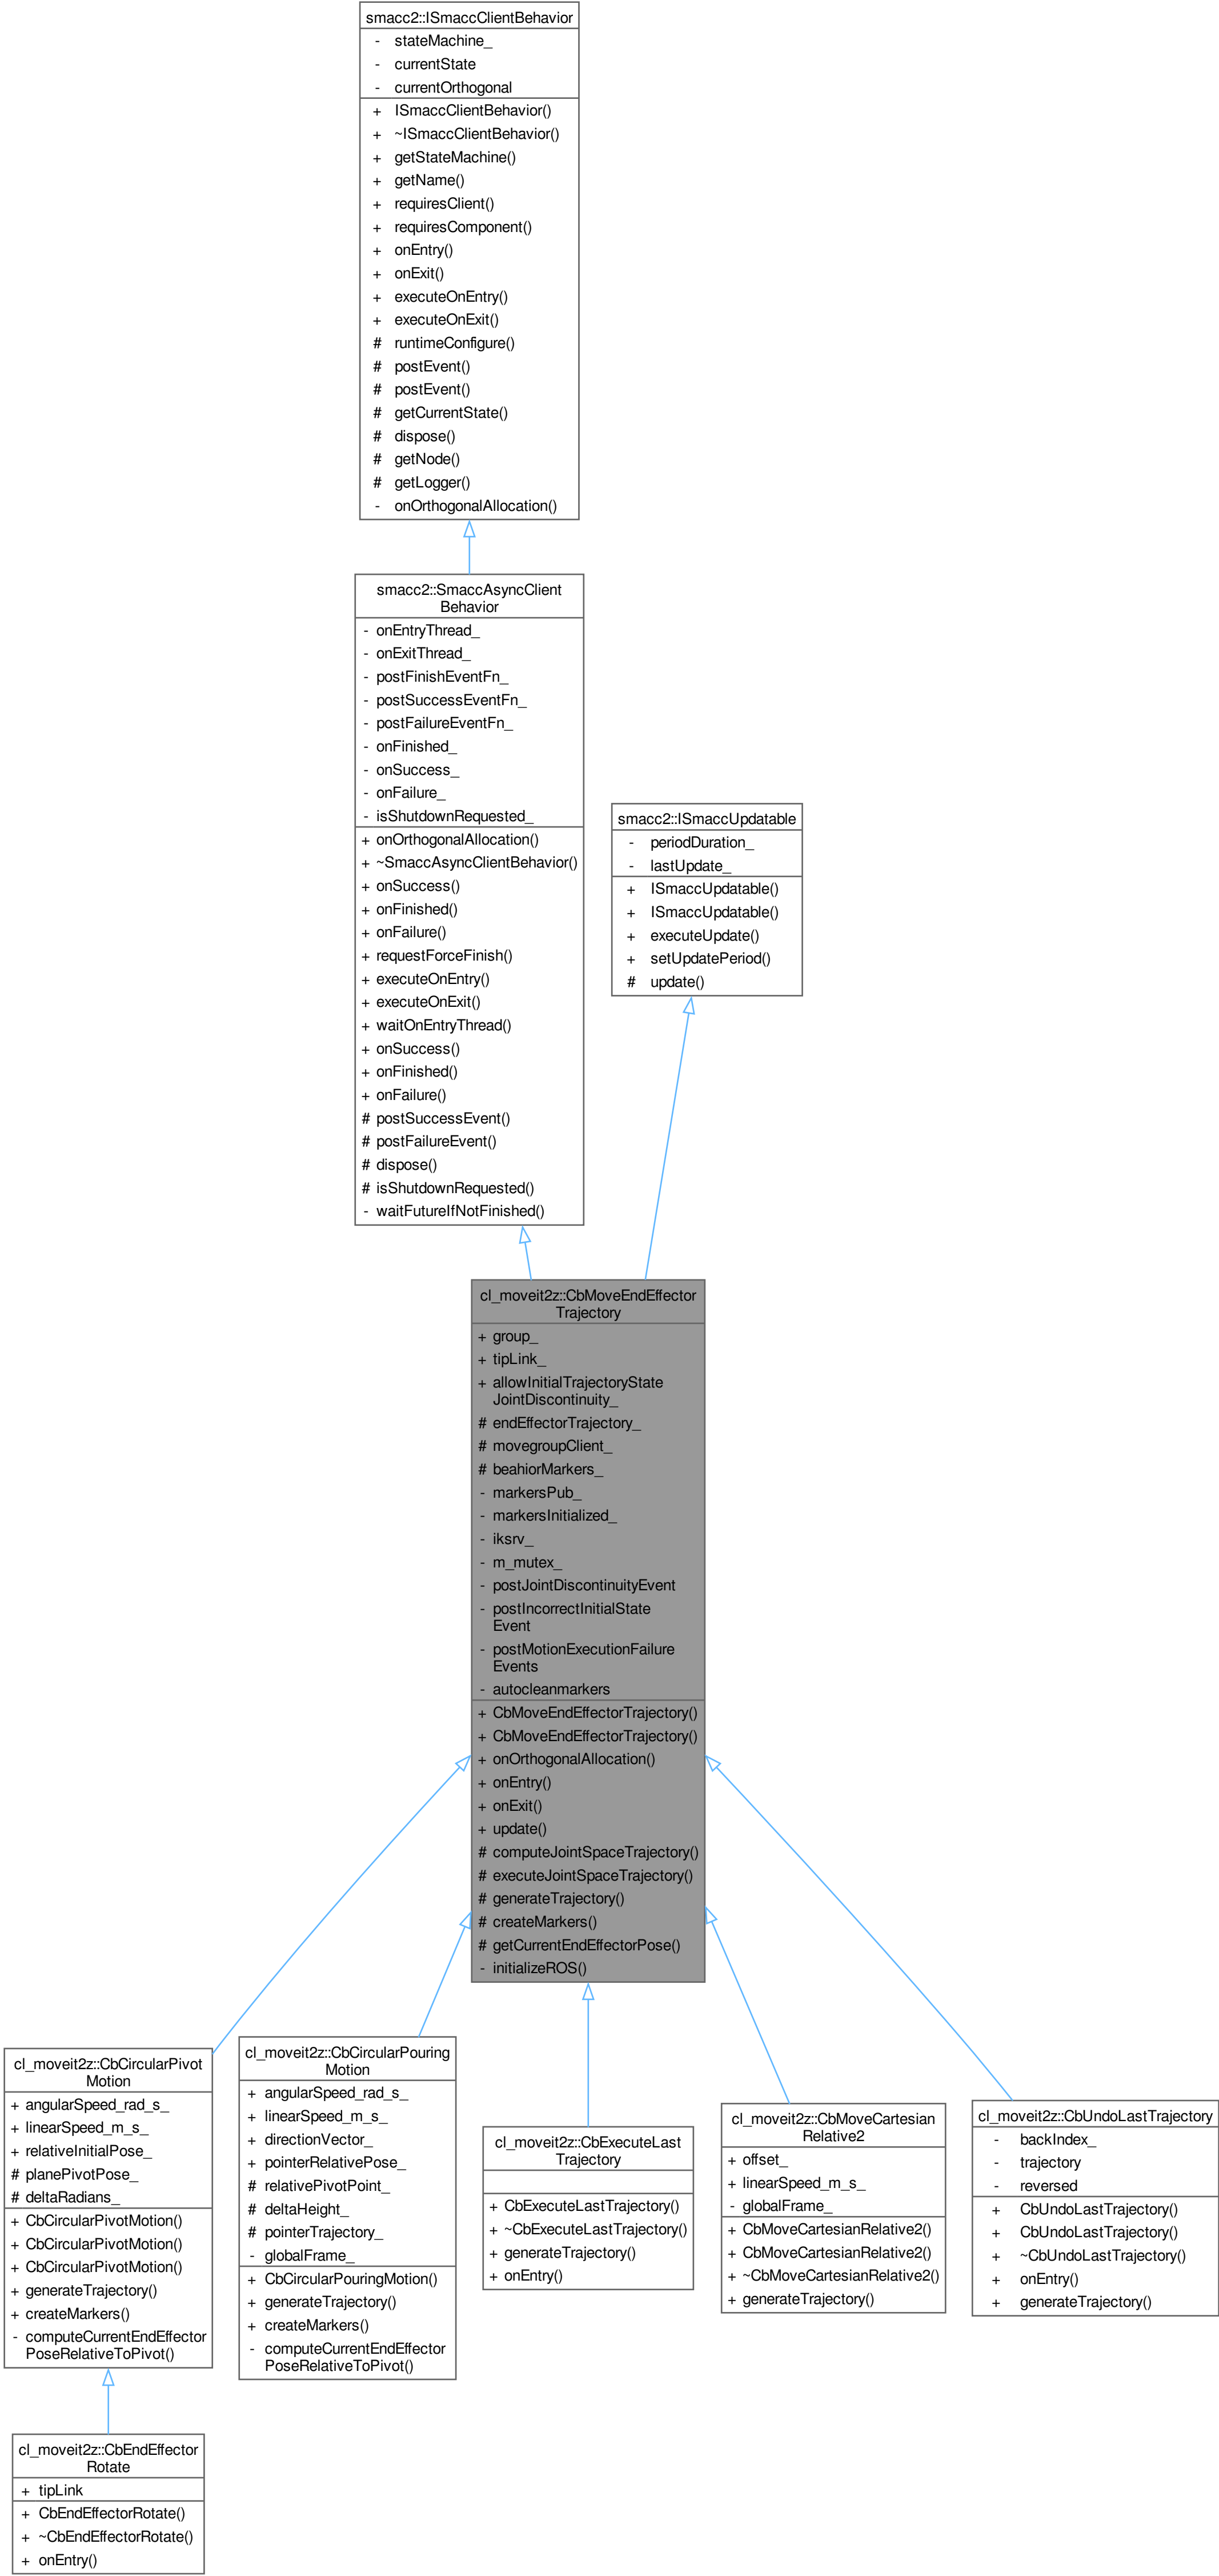 smacc2::ISmaccClientBehavior
- stateMachine_
- currentState
- currentOrthogonal
+ ISmaccClientBehavior()
+ ~ISmaccClientBehavior()
+ getStateMachine()
+ getName()
+ requiresClient()
+ requiresComponent()
+ onEntry()
+ onExit()
+ executeOnEntry()
+ executeOnExit()
# runtimeConfigure()
# postEvent()
# postEvent()
# getCurrentState()
# dispose()
# getNode()
# getLogger()
- onOrthogonalAllocation()
smacc2::SmaccAsyncClient
Behavior
- onEntryThread_
- onExitThread_
- postFinishEventFn_
- postSuccessEventFn_
- postFailureEventFn_
- onFinished_
- onSuccess_
- onFailure_
- isShutdownRequested_
+ onOrthogonalAllocation()
+ ~SmaccAsyncClientBehavior()
+ onSuccess()
+ onFinished()
+ onFailure()
+ requestForceFinish()
+ executeOnEntry()
+ executeOnExit()
+ waitOnEntryThread()
+ onSuccess()
+ onFinished()
+ onFailure()
# postSuccessEvent()
# postFailureEvent()
# dispose()
# isShutdownRequested()
- waitFutureIfNotFinished()
smacc2::ISmaccUpdatable
- periodDuration_
- lastUpdate_
+ ISmaccUpdatable()
+ ISmaccUpdatable()
+ executeUpdate()
+ setUpdatePeriod()
# update()
cl_moveit2z::CbMoveEndEffector
Trajectory
+ group_
+ tipLink_
+ allowInitialTrajectoryState
JointDiscontinuity_
# endEffectorTrajectory_
# movegroupClient_
# beahiorMarkers_
- markersPub_
- markersInitialized_
- iksrv_
- m_mutex_
- postJointDiscontinuityEvent
- postIncorrectInitialState
Event
- postMotionExecutionFailure
Events
- autocleanmarkers
+ CbMoveEndEffectorTrajectory()
+ CbMoveEndEffectorTrajectory()
+ onOrthogonalAllocation()
+ onEntry()
+ onExit()
+ update()
# computeJointSpaceTrajectory()
# executeJointSpaceTrajectory()
# generateTrajectory()
# createMarkers()
# getCurrentEndEffectorPose()
- initializeROS()
cl_moveit2z::CbCircularPivot
Motion
+ angularSpeed_rad_s_
+ linearSpeed_m_s_
+ relativeInitialPose_
# planePivotPose_
# deltaRadians_
+ CbCircularPivotMotion()
+ CbCircularPivotMotion()
+ CbCircularPivotMotion()
+ generateTrajectory()
+ createMarkers()
- computeCurrentEndEffector
PoseRelativeToPivot()
cl_moveit2z::CbCircularPouring
Motion
+ angularSpeed_rad_s_
+ linearSpeed_m_s_
+ directionVector_
+ pointerRelativePose_
# relativePivotPoint_
# deltaHeight_
# pointerTrajectory_
- globalFrame_
+ CbCircularPouringMotion()
+ generateTrajectory()
+ createMarkers()
- computeCurrentEndEffector
PoseRelativeToPivot()
cl_moveit2z::CbExecuteLast
Trajectory
+ CbExecuteLastTrajectory()
+ ~CbExecuteLastTrajectory()
+ generateTrajectory()
+ onEntry()
cl_moveit2z::CbMoveCartesian
Relative2
+ offset_
+ linearSpeed_m_s_
- globalFrame_
+ CbMoveCartesianRelative2()
+ CbMoveCartesianRelative2()
+ ~CbMoveCartesianRelative2()
+ generateTrajectory()
cl_moveit2z::CbUndoLastTrajectory
- backIndex_
- trajectory
- reversed
+ CbUndoLastTrajectory()
+ CbUndoLastTrajectory()
+ ~CbUndoLastTrajectory()
+ onEntry()
+ generateTrajectory()
cl_moveit2z::CbEndEffector
Rotate
+ tipLink
+ CbEndEffectorRotate()
+ ~CbEndEffectorRotate()
+ onEntry()